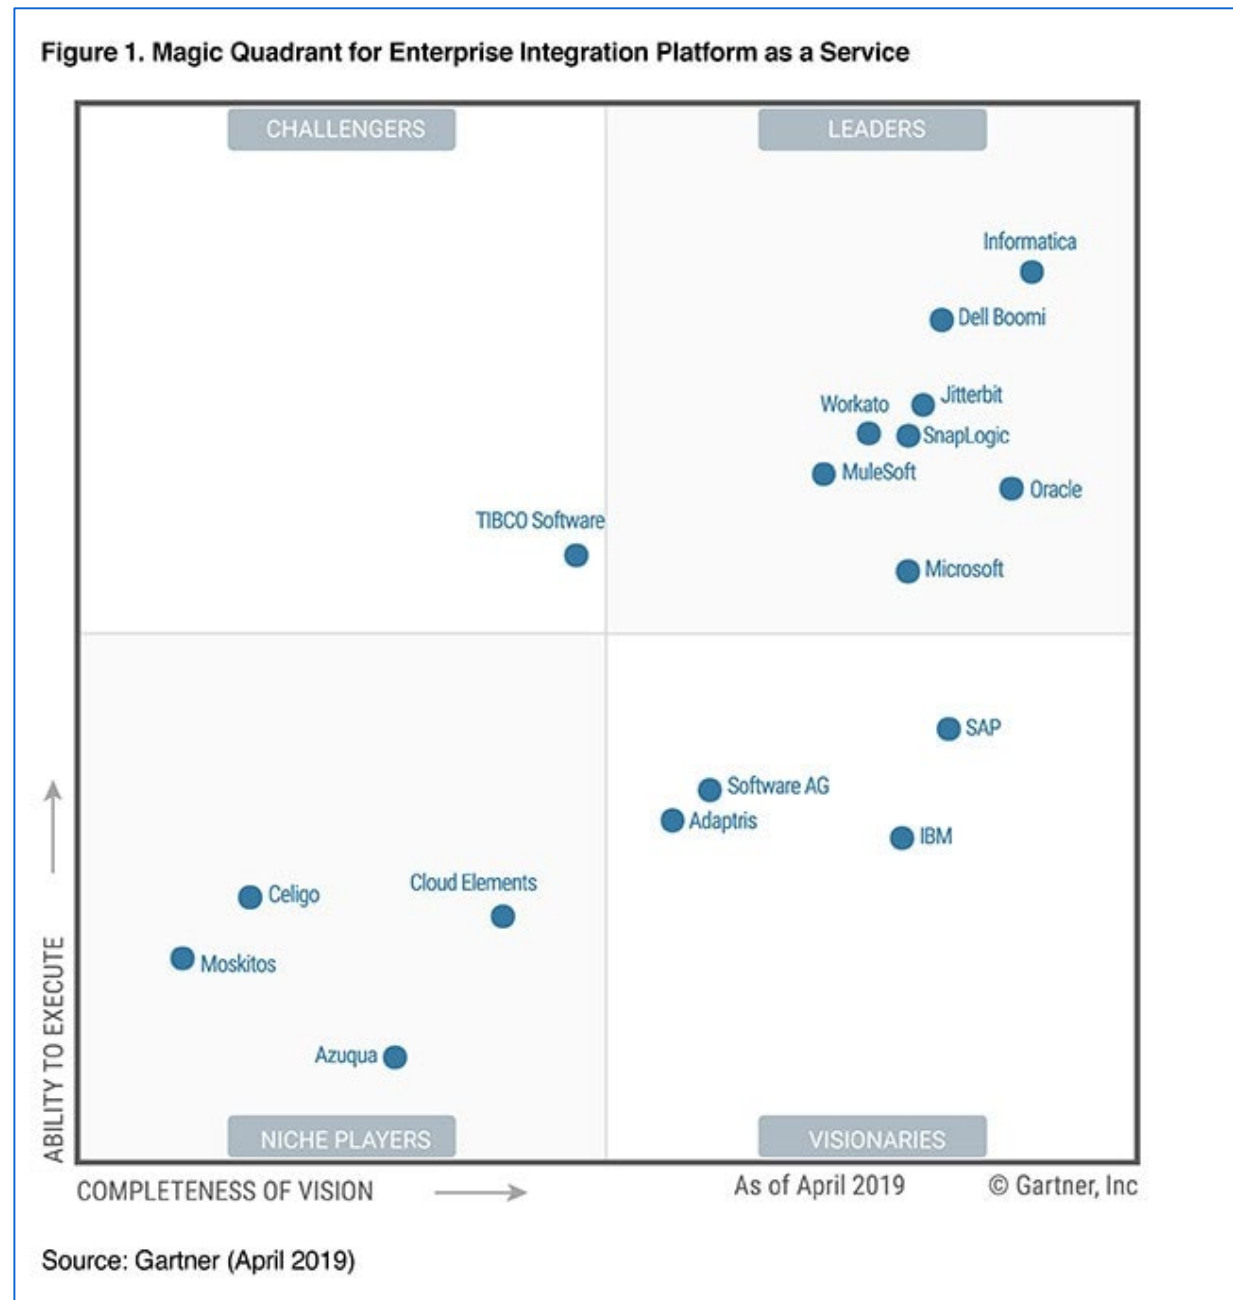 Figure 1. Magic Quadrant for Enterprise Integration Platform as a Service
CHALLENGERS
LEADERS
Informatica
Dell Boomi
Jitterbit
Workato
SnapLogic
MuleSoft
Oracle
TIBCO Software
Microsoft
SAP
Software AG
Adaptris
IBM
Cloud Elements
Celigo
Moskitos
Azuqua
NICHE PLAYERS
VISIONARIES
ABILITY TO EXECUTE
COMPLETENESS OF VISION
As of April 2019
© Gartner, Inc
Source: Gartner (April 2019)